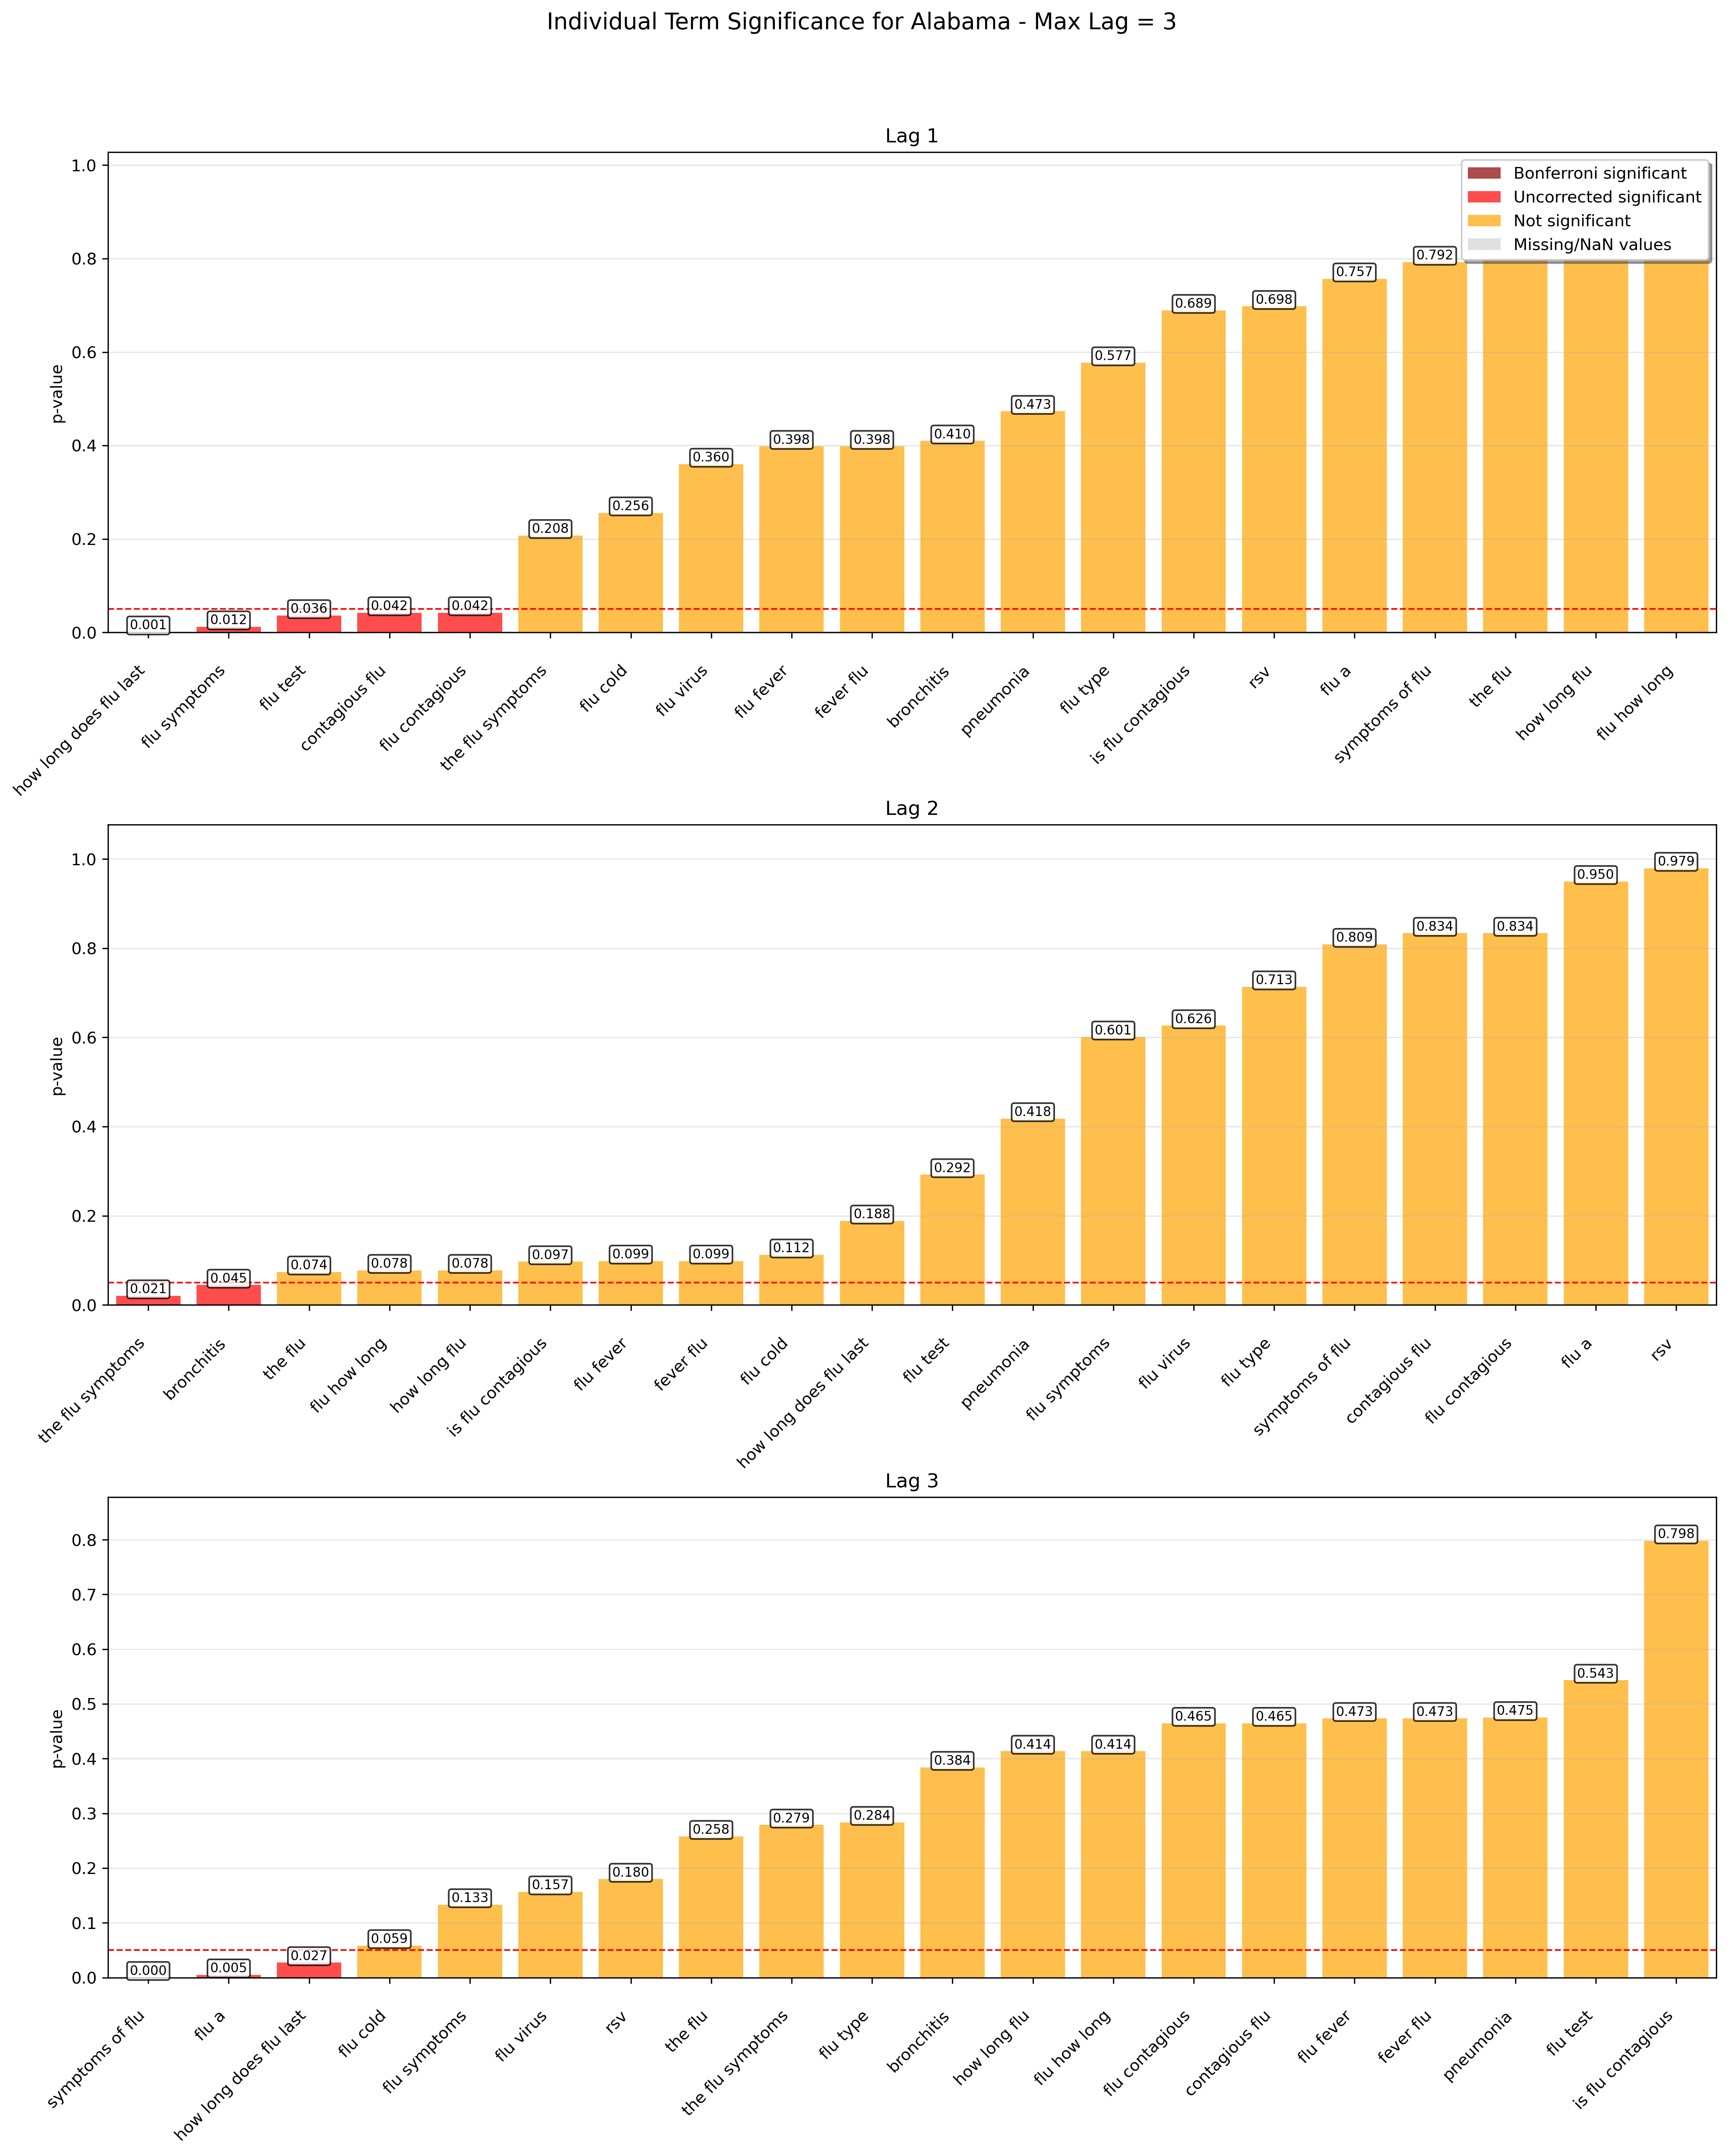 Individual Term Significance for Alabama - Max Lag = 3
Lag 1
Bonferroni significant
Uncorrected significant
Not significant
Missing/NaN values
p-value
1.0
0.8
0.6
0.4
0.2
0.0
0.001
0.012
0.036
0.042
0.042
0.208
0.256
0.360
0.398
0.398
0.410
0.473
0.577
0.689
0.698
0.757
0.792
how long does flu last
flu symptoms
flu test
contagious flu
flu contagious
the flu symptoms
flu cold
flu virus
flu fever
fever flu
bronchitis
pneumonia
flu type
is flu contagious
rsv
flu a
symptoms of flu
the flu
how long flu
flu how long
Lag 2
p-value
1.0
0.8
0.6
0.4
0.2
0.0
0.021
0.045
0.074
0.078
0.078
0.097
0.099
0.099
0.112
0.188
0.292
0.418
0.601
0.626
0.713
0.809
0.834
0.834
0.950
0.979
the flu symptoms
bronchitis
the flu
flu how long
how long flu
is flu contagious
flu fever
fever flu
flu cold
how long does flu last
flu test
pneumonia
flu symptoms
flu virus
flu type
symptoms of flu
contagious flu
flu contagious
flu a
rsv
Lag 3
p-value
0.8
0.7
0.6
0.5
0.4
0.3
0.2
0.1
0.0
0.000
0.005
0.027
0.059
0.133
0.157
0.180
0.258
0.279
0.284
0.384
0.414
0.414
0.465
0.465
0.473
0.473
0.475
0.543
0.798
symptoms of flu
flu a
how long does flu last
flu cold
flu symptoms
flu virus
rsv
the flu
the flu symptoms
flu type
bronchitis
how long flu
flu how long
flu contagious
contagious flu
flu fever
fever flu
pneumonia
flu test
is flu contagious